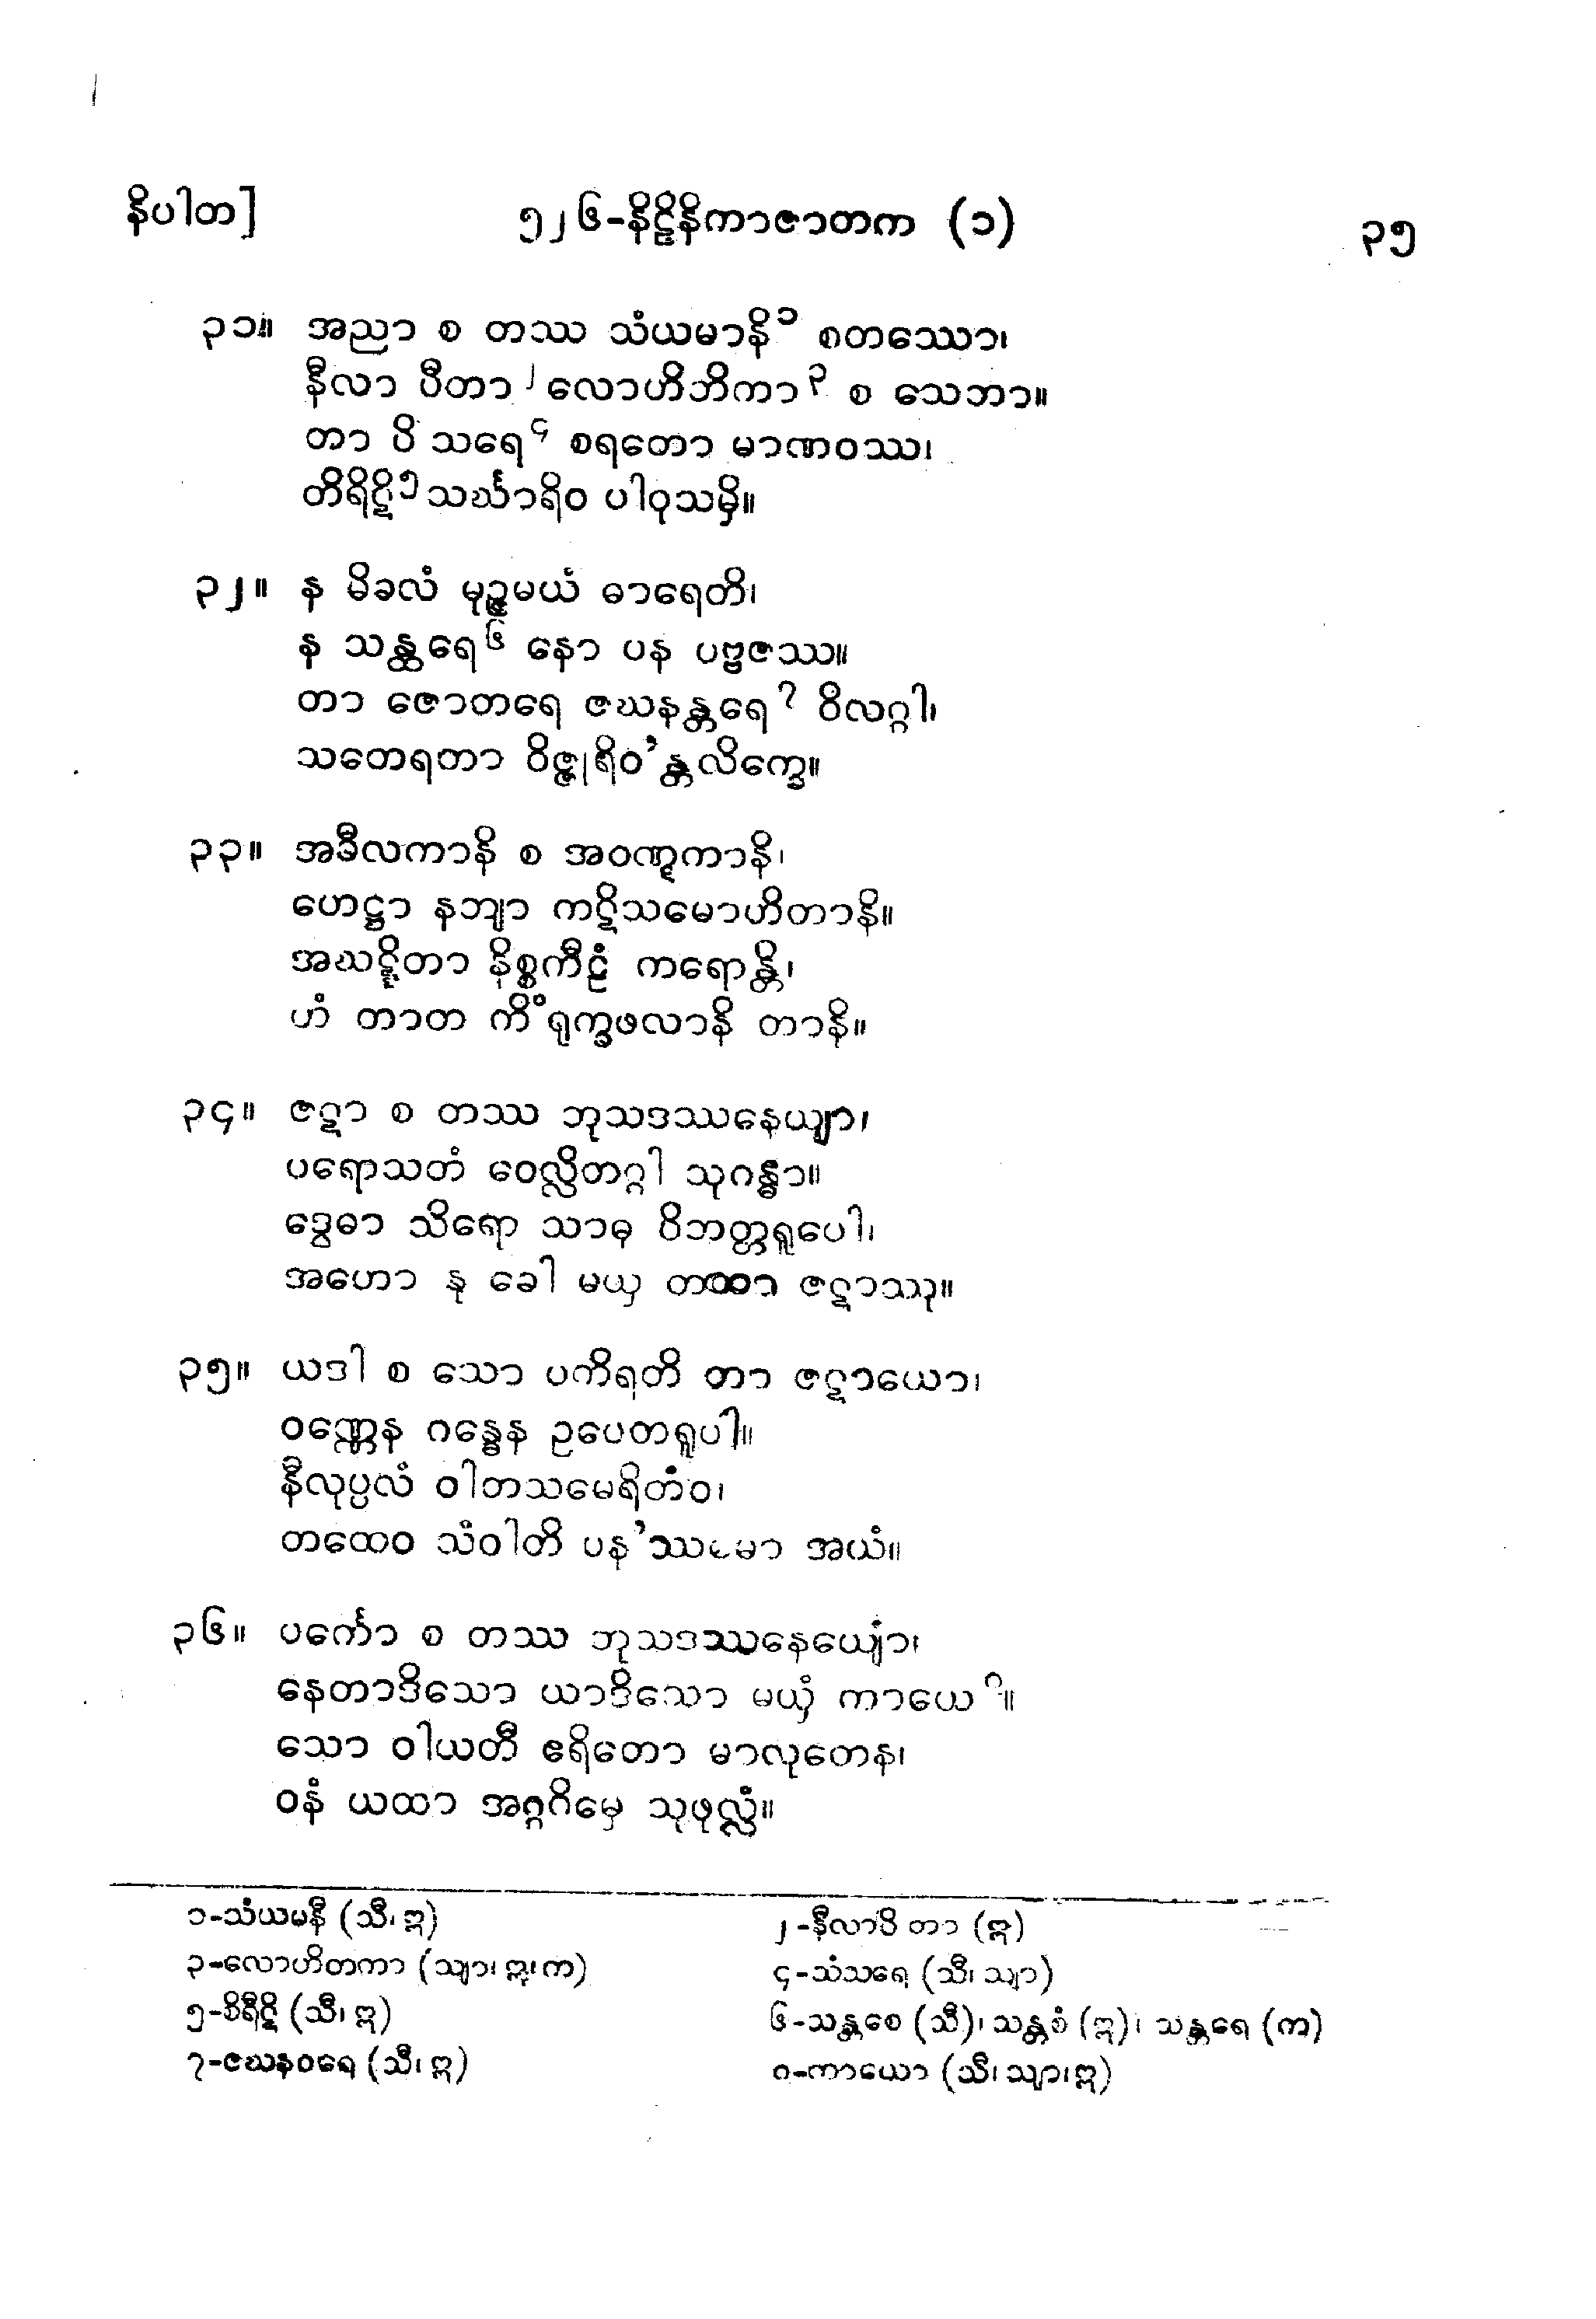 နိပါတ]
၅၂၆-နိဠိနိကာဇာတက (၁)
၃၅
၃၁။ အညာ စ တဿ သံယမာနိ၁ စတဿော၊
နီလာ ပီတာ၂ လောဟိတိကာ၃ စ သေတာ။
တာ ပိ သရေ၄ စရတော မာဏဝဿ၊
တိရိဋိ၅ သင်္ဃာရိဝ ပါဝုသမှိ။
၃၂။ န မိခလံ မုဉ္ဇမယံ ဓာရေတိ၊
န သန္ထရေ၆ နော ပန ပဗ္ဗဇဿ။
တာ ဇောတရေ ဇဃနန္တရေ၇ ဝိလဂ္ဂါ၊
သတေရတာ ဝိဇ္ဇုရိဝ’န္တလိက္ခေ။
၃၃။ အခီလကာနိ စ အဝဏ္ဋကာနိ၊
ဟေဋ္ဌာ နဘျာ ကဋိသမောဟိတာနိ။
အဃဋ္ဋိတာ နိစ္စကီဠံ ကရောန္တိ၊
ဟံ တာတ ကိံရုက္ခဖလာနိ တာနိ။
၃၄။ ဇဋာ စ တဿ ဘုသဒဿနေယျာ၊
ပရောသတံ ဝေလ္လိတဂ္ဂါ သုဂန္ဓာ။
ဒွေဓာ သိရော သာဓု ဝိဘတ္တရူပေါ၊
အဟော နု ခေါ မယှ တထာ ဇဋာဿု။
၃၅။ ယဒါ စ သော ပကိရတိ တာ ဇဋာယော၊
ဝဏ္ဏေန ဂန္ဓေန ဥပေတရူပါ။
နီလုပ္ပလံ ဝါတသမေရိတံဝ၊
တထေဝ သံဝါတိ ပန’ဿမော အယံ။
၃၆။ ပင်္ကော စ တဿ ဘုသဒဿနေယျော၊
နေတာဒိသော ယာဒိသော မယှံ ကာယေ၈။
သော ဝါယတီ ဧရိတော မာလုတေန၊
ဝနံ ယထာ အဂ္ဂဂိမှေ သုဖုလ္လံ။
၁-သံယမနီ (သီ၊ ဣ)
၂-နီလာပိ တာ (ဣ)
၃-လောဟိတကာ (သျာ၊ ဣ၊ က)
၄-သံသရေ (သီ၊ သျာ)
၅-စိရီဋိ (သီ၊ ဣ)
၆-သန္တစေ (သီ)၊ သန္တစံ (ဣ)၊ သန္တရေ (က)
၇-ဇဃနဝရေ (သီ၊ ဣ)
၈-ကာယော (သီ၊ သျာ၊ ဣ)